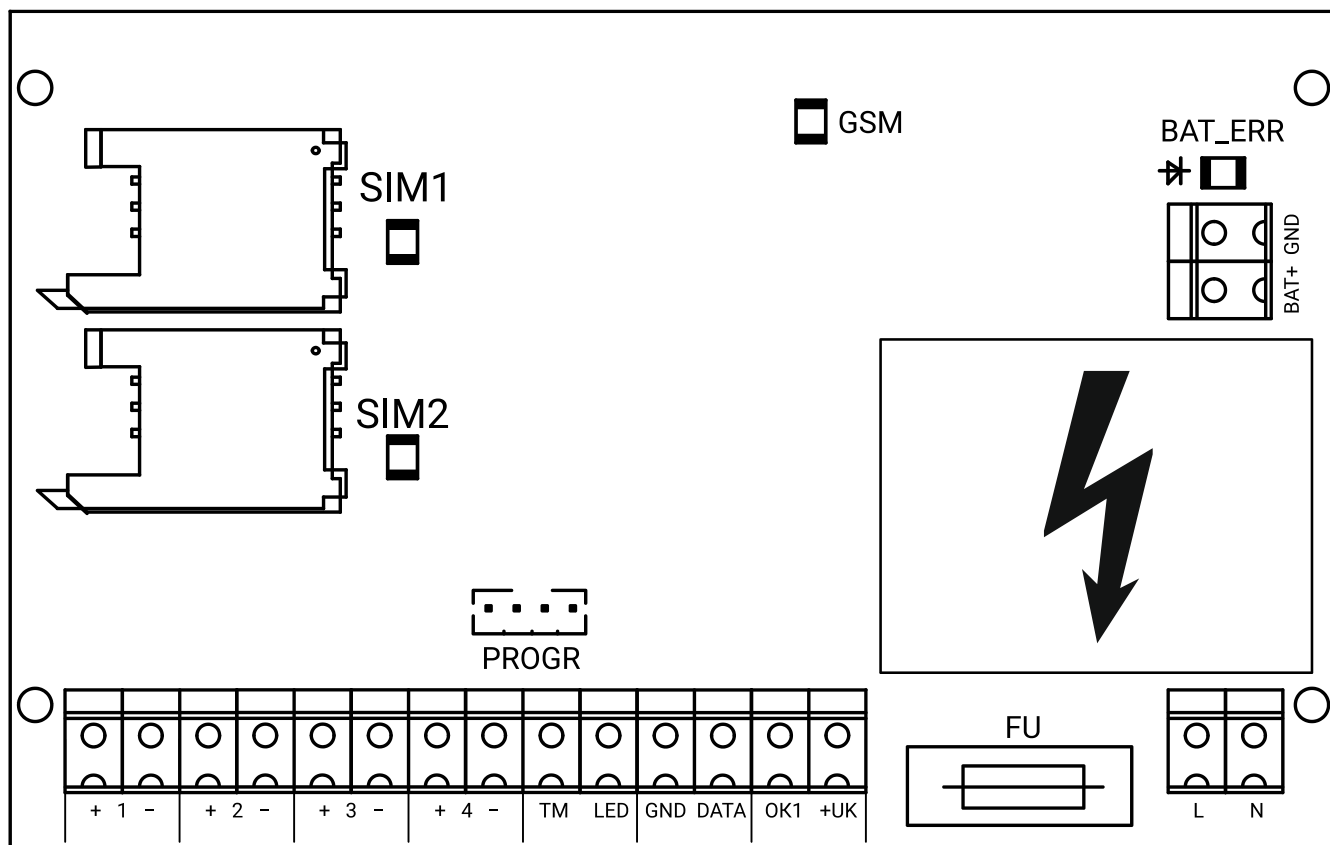 GSM
BAT_ERR
SIM1
GND
BAT+
SIM2
PROGR
FU
+ 1 − + 2 − + 3 − + 4 − TM LED GND DATA OK1 +UK L N